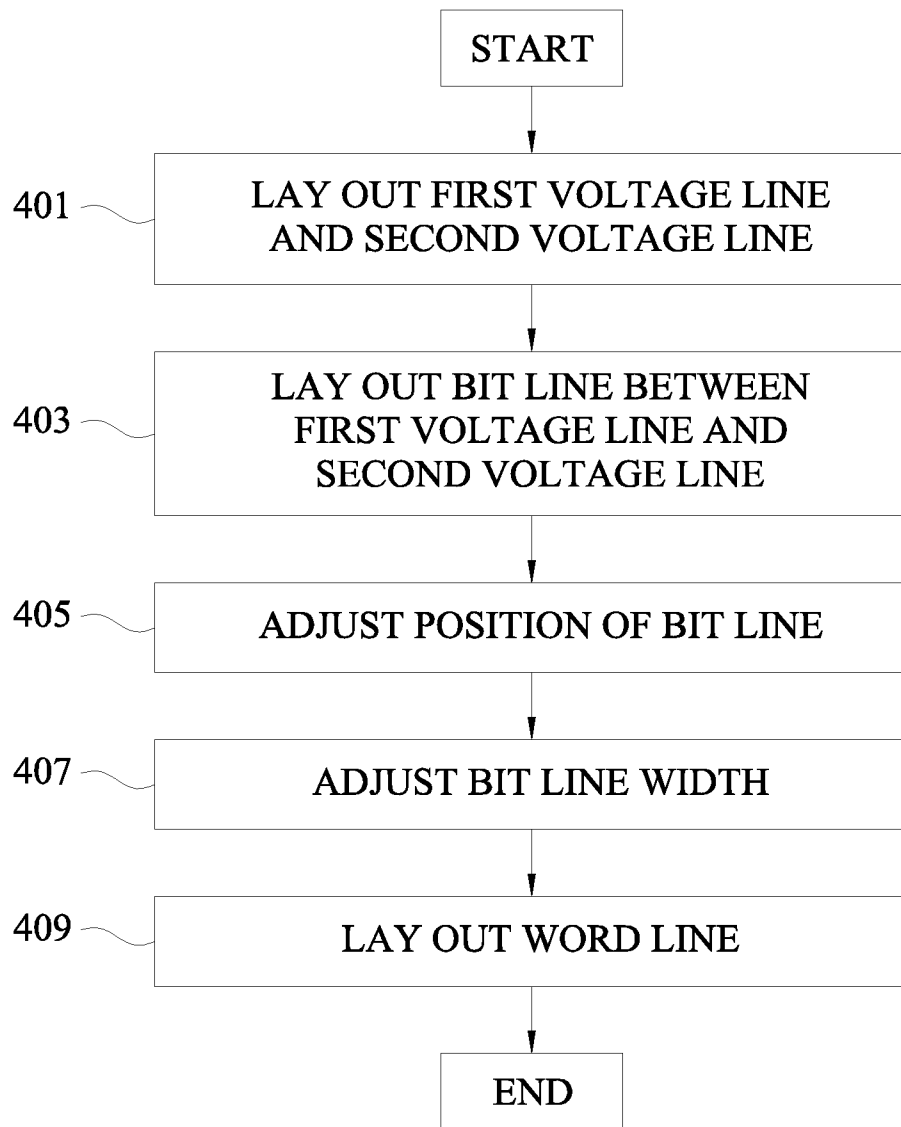 START
401
LAY OUT FIRST VOLTAGE LINE
AND SECOND VOLTAGE LINE
403
LAY OUT BIT LINE BETWEEN
FIRST VOLTAGE LINE AND
SECOND VOLTAGE LINE
405
ADJUST POSITION OF BIT LINE
407
ADJUST BIT LINE WIDTH
409
LAY OUT WORD LINE
END